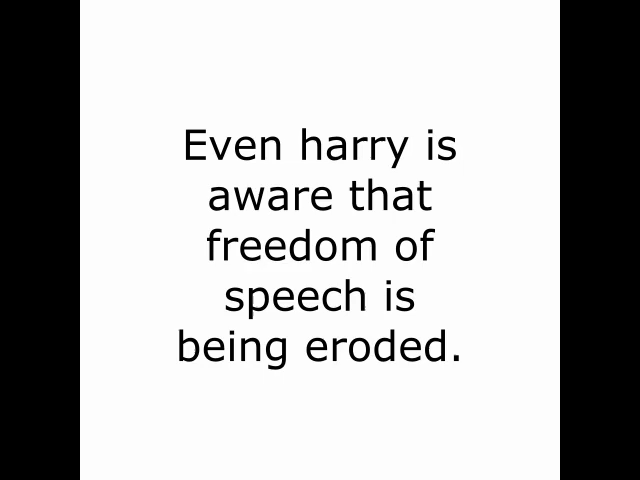 Even harry is
aware that
freedom of
speech is
being eroded.